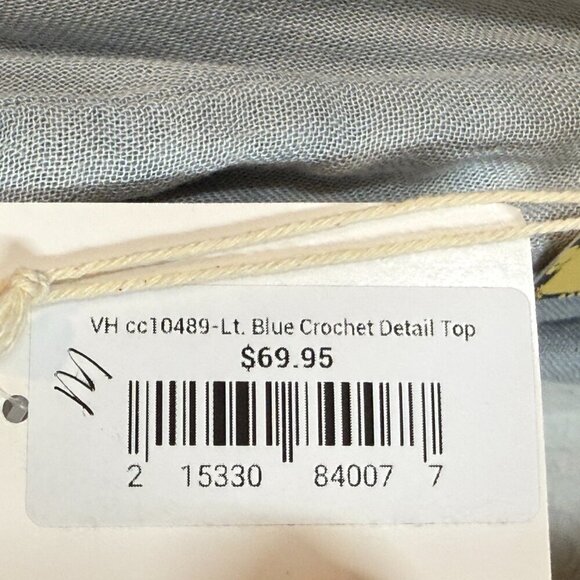 VH cc10489-Lt. Blue Crochet Detail Top
$69.95
M
2 15330 84007 7